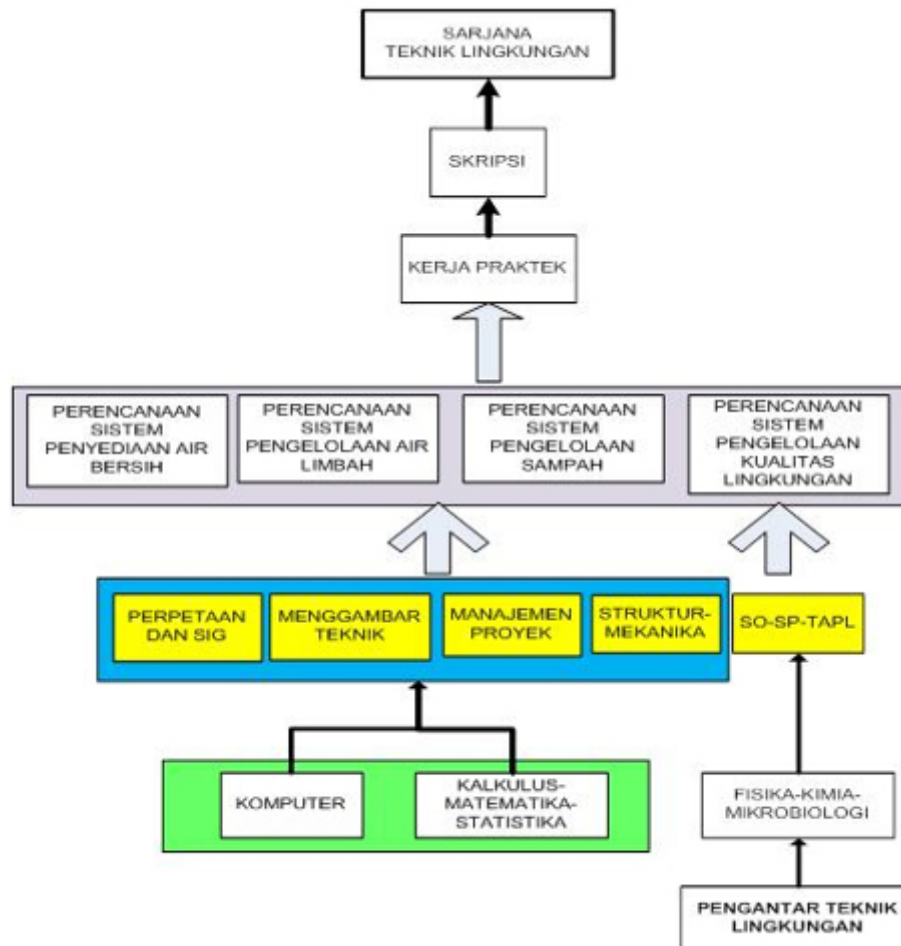 SARJANA
TEKNIK LINGKUNGAN
SKRIPSI
KERJA PRAKTEK
PERENCANAAN
SISTEM
PENYEDIAAN AIR
BERSIH
PERENCANAAN
SISTEM
PENGELOLAAN AIR
LIMBAH
PERENCANAAN
SISTEM
PENGELOLAAN
SAMPAH
PERENCANAAN
SISTEM
PENGELOLAAN
KUALITAS
LINGKUNGAN
PERPETAAN
DAN SIG
MENGGAMBAR
TEKNIK
MANAJEMEN
PROYEK
STRUKTUR-
MEKANIKA
SO-SP-TAPL
KOMPUTER
KALKULUS-
MATEMATIKA-
STATISTIKA
FISIKA-KIMIA-
MIKROBIOLOGI
PENGANTAR TEKNIK
LINGKUNGAN